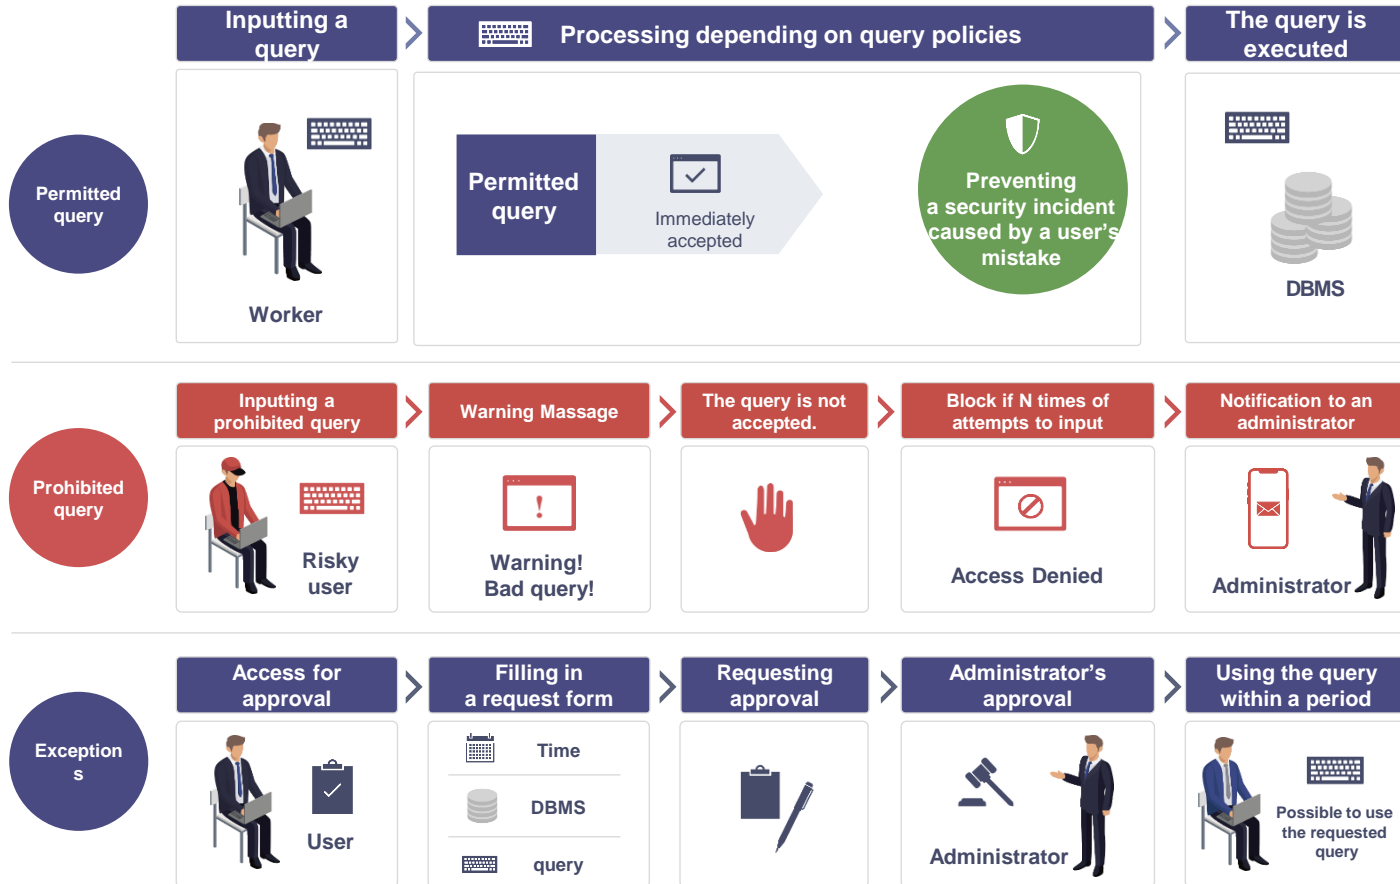 Inputting a
query
Processing depending on query policies
The query is
executed
Permitted
query
Worker
Permitted
query
Immediately
accepted
Preventing
a security incident
caused by a user's
mistake
DBMS
Inputting a
prohibited query
Warning Massage
The query is not
accepted.
Block if N times of
attempts to input
Notification to an
administrator
Prohibited
query
Risky
user
Warning!
Bad query!
Access Denied
Administrator
Access for
approval
Filling in
a request form
Requesting
approval
Administrator's
approval
Using the query
within a period
Exception
s
User
Time
DBMS
query
Administrator
Possible to use
the requested
query